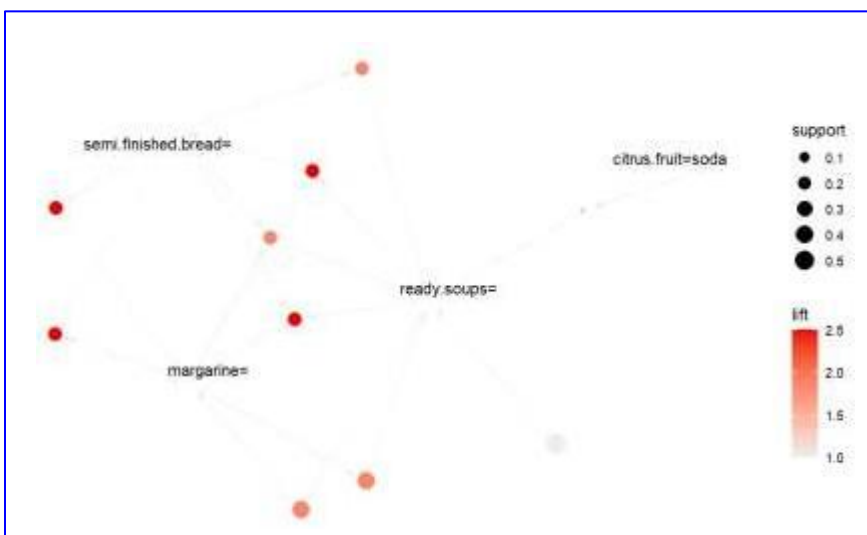 semi.finished.bread=
citrus.fruit=soda
ready.soups=
margarine=
support
0.1
0.2
0.3
0.4
0.5
lift
2.5
2.0
1.5
1.0